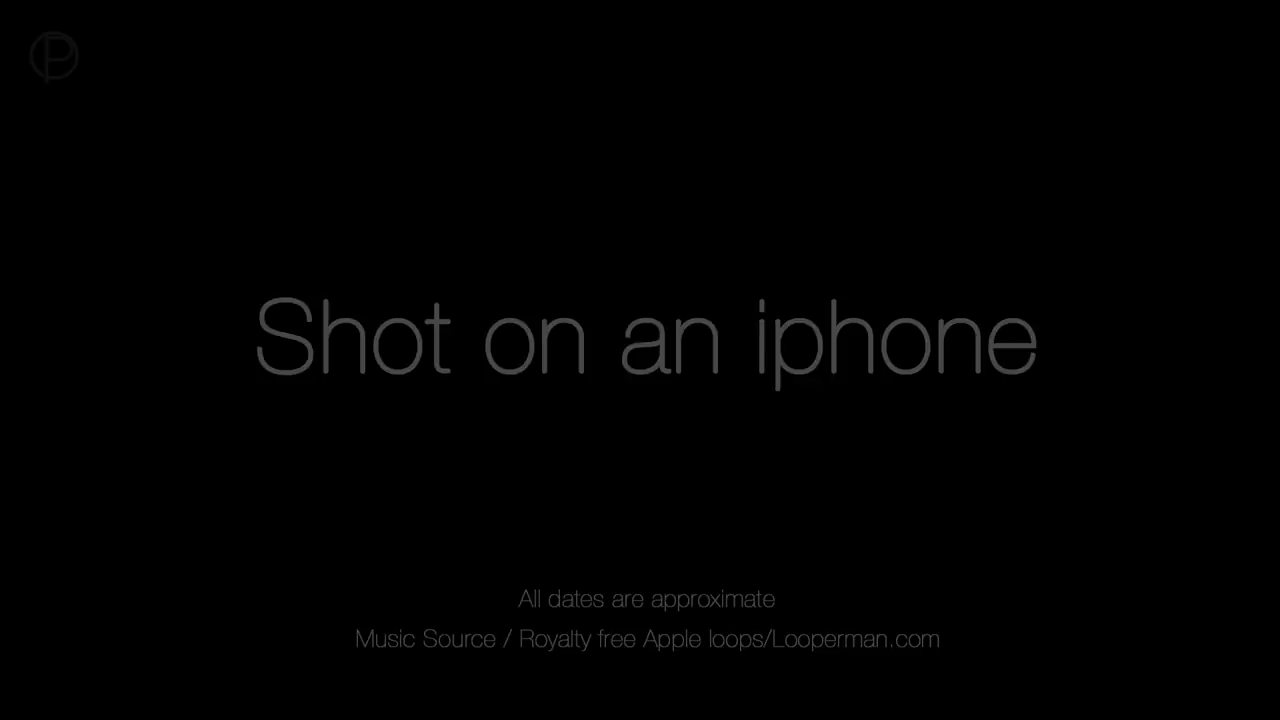 Shot on an iphone
All dates are approximate
Music Source / Royalty free Apple loops/Looperman.com